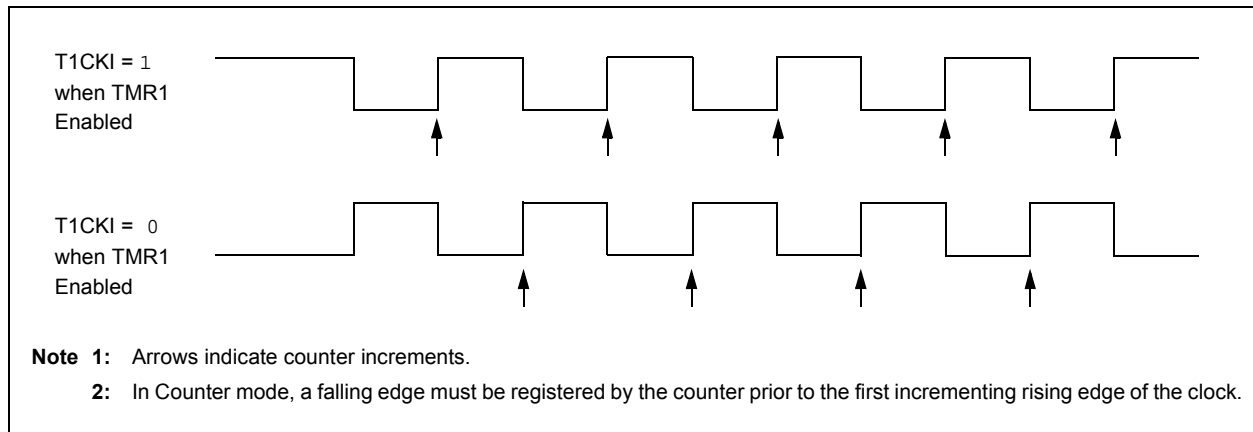 T1CKI = 1
when TMR1
Enabled
T1CKI = 0
when TMR1
Enabled
Note 1: Arrows indicate counter increments.
2: In Counter mode, a falling edge must be registered by the counter prior to the first incrementing rising edge of the clock.